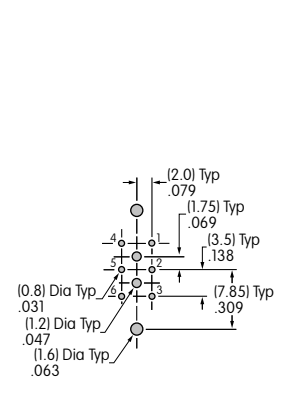 (2.0) Typ
.079
(1.75) Typ
.069
(3.5) Typ
.138
4 1
5 2
(7.85) Typ
.309
6 3
(0.8) Dia Typ
.031
(1.2) Dia Typ
.047
(1.6) Dia Typ
.063